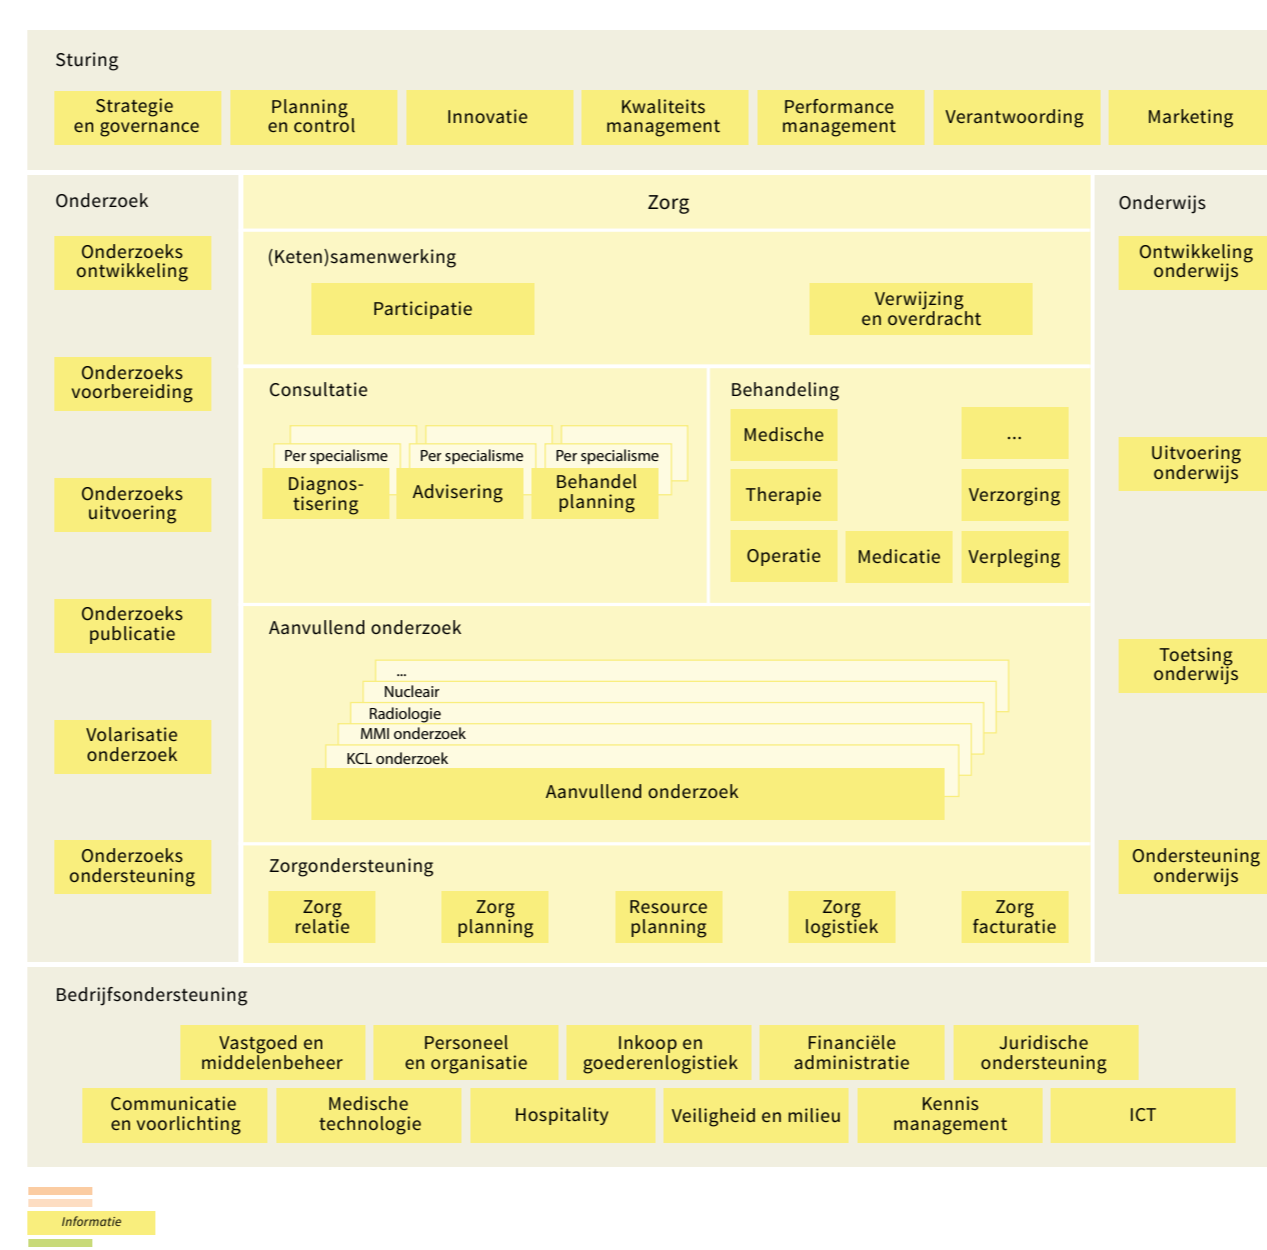 Sturing
Strategie
en governance
Planning
en control
Innovatie
Kwaliteits
management
Performance
management
Verantwoording
Marketing
Onderzoek
Onderzoeks
ontwikkeling
Onderzoeks
voorbereiding
Onderzoeks
uitvoering
Onderzoeks
publicatie
Volarisatie
onderzoek
Onderzoeks
ondersteuning
Zorg
(Keten)samenwerking
Participatie
Verwijzing
en overdracht
Consultatie
Per specialisme
Per specialisme
Per specialisme
Diagnos-
tisering
Advisering
Behandel
planning
Behandeling
Medische
...
Therapie
Verzorging
Operatie
Medicatie
Verpleging
Aanvullend onderzoek
...
Nucleair
Radiologie
MMI onderzoek
KCL onderzoek
Aanvullend onderzoek
Zorgondersteuning
Zorg
relatie
Zorg
planning
Resource
planning
Zorg
logistiek
Zorg
facturatie
Onderwijs
Ontwikkeling
onderwijs
Uitvoering
onderwijs
Toetsing
onderwijs
Ondersteuning
onderwijs
Bedrijfsondersteuning
Vastgoed en
middelenbeheer
Personeel
en organisatie
Inkoop en
goederenlogistiek
Financiële
administratie
Juridische
ondersteuning
Communicatie
en voorlichting
Medische
technologie
Hospitality
Veiligheid en milieu
Kennis
management
ICT
Informatie